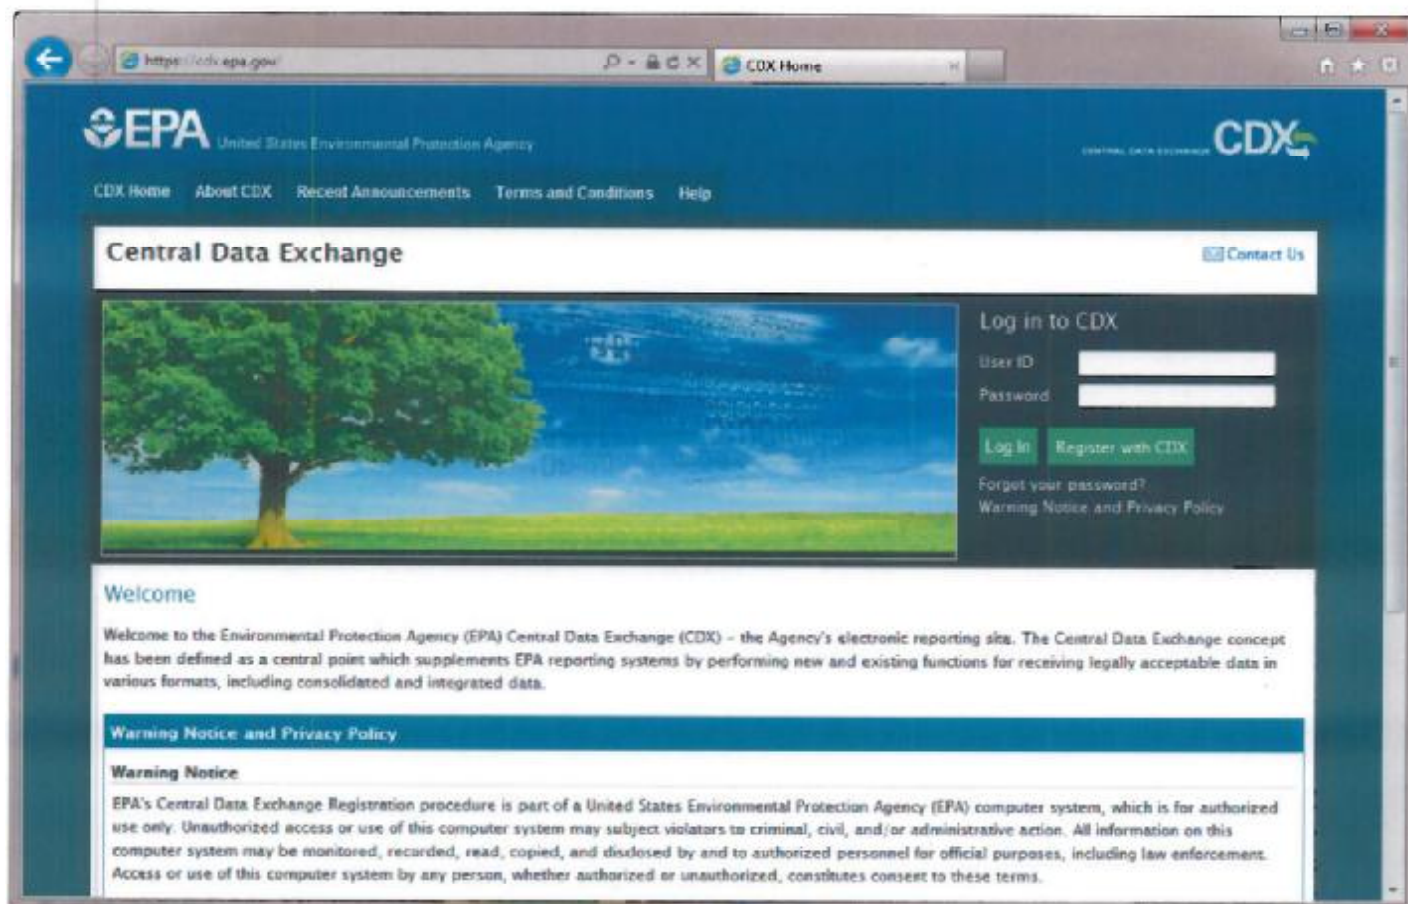 https://cdx.epa.gov/
CDX Home
EPA United States Environmental Protection Agency
CENTRAL DATA EXCHANGE CDX
CDX Home About CDX Recent Announcements Terms and Conditions Help
Central Data Exchange
Contact Us
Log in to CDX
User ID
Password
Log In Register with CDX
Forgot your password?
Warning Notice and Privacy Policy
Welcome
Welcome to the Environmental Protection Agency (EPA) Central Data Exchange (CDX) – the Agency's electronic reporting site. The Central Data Exchange concept
has been defined as a central point which supplements EPA reporting systems by performing new and existing functions for receiving legally acceptable data in
various formats, including consolidated and integrated data.
Warning Notice and Privacy Policy
Warning Notice
EPA's Central Data Exchange Registration procedure is part of a United States Environmental Protection Agency (EPA) computer system, which is for authorized
use only. Unauthorized access or use of this computer system may subject violators to criminal, civil, and/or administrative action. All information on this
computer system may be monitored, recorded, read, copied, and disclosed by and to authorized personnel for official purposes, including law enforcement.
Access or use of this computer system by any person, whether authorized or unauthorized, constitutes consent to these terms.